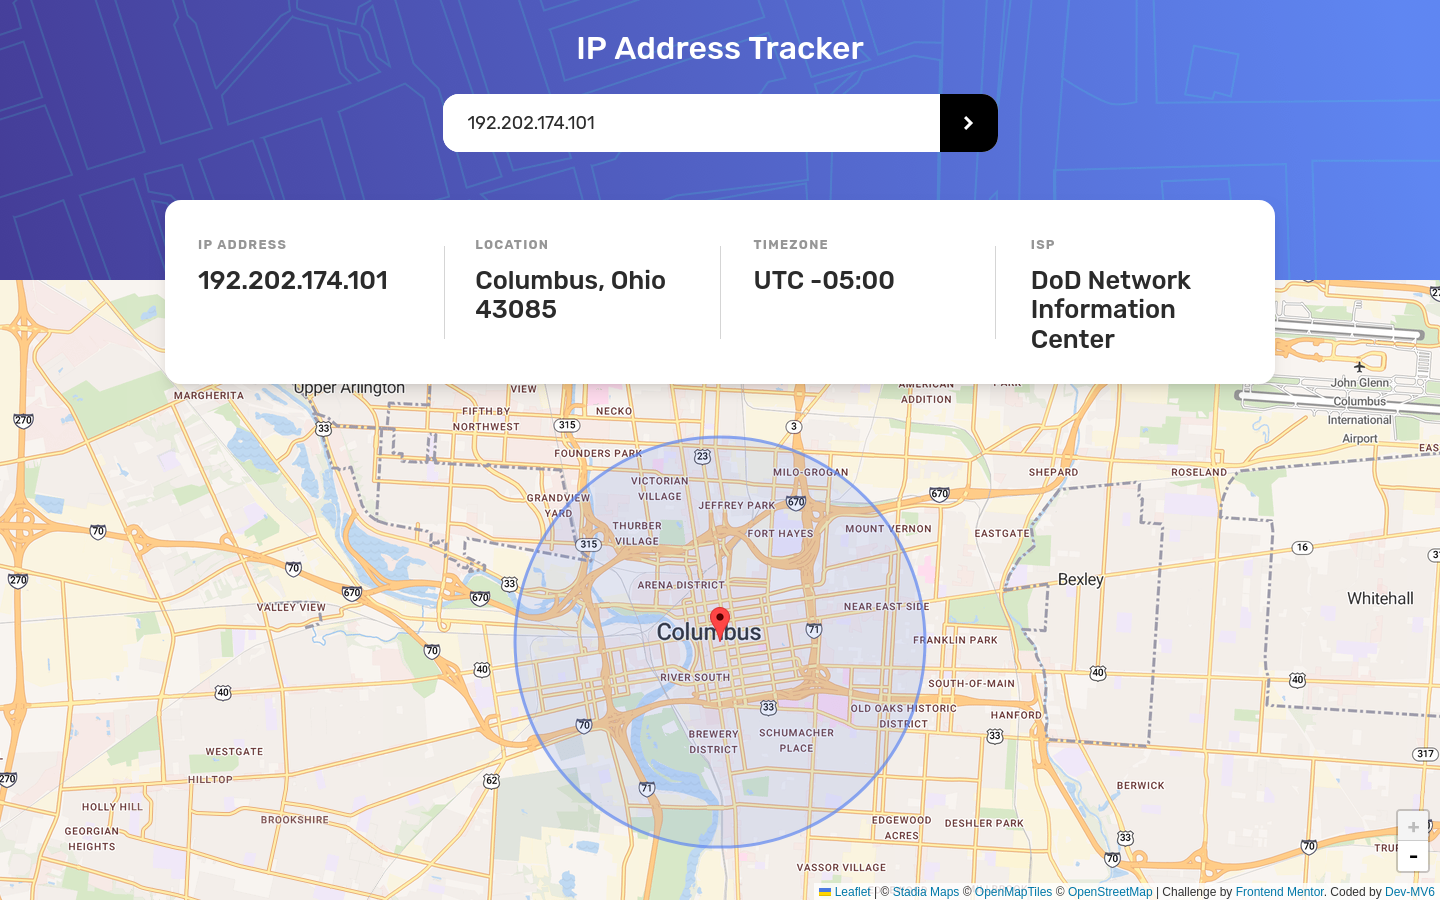 IP Address Tracker
192.202.174.101
IP ADDRESS
192.202.174.101
LOCATION
Columbus, Ohio
43085
TIMEZONE
UTC -05:00
ISP
DoD Network
Information
Center
Upper Arlington
MARGHERITA
VIEW
AMERICAN
ADDITION
PARK
John Glenn
Columbus
International
Airport
FIFTH BY
NORTHWEST
NECKO
270
33
315
3
FOUNDERS PARK
23
MILO-GROGAN
SHEPARD
ROSELAND
VICTORIAN
VILLAGE
GRANDVIEW
YARD
JEFFREY PARK
670
670
THURBER
VILLAGE
FORT HAYES
MOUNT VERNON
EASTGATE
70
315
16
70
270
33
ARENA DISTRICT
Bexley
670
670
VALLEY VIEW
NEAR EAST SIDE
Whitehall
Columbus
71
FRANKLIN PARK
70
40
RIVER SOUTH
40
40
40
SOUTH-OF-MAIN
33
OLD OAKS HISTORIC
DISTRICT
HANFORD
70
BREWERY
DISTRICT
SCHUMACHER
PLACE
33
WESTGATE
317
270
HILLTOP
62
71
BERWICK
HOLLY HILL
BROOKSHIRE
GEORGIAN
HEIGHTS
EDGEWOOD
ACRES
DESHLER PARK
33
70
70
VASSOR VILLAGE
+
-
Leaflet | © Stadia Maps © OpenMapTiles © OpenStreetMap | Challenge by Frontend Mentor. Coded by Dev-MV6